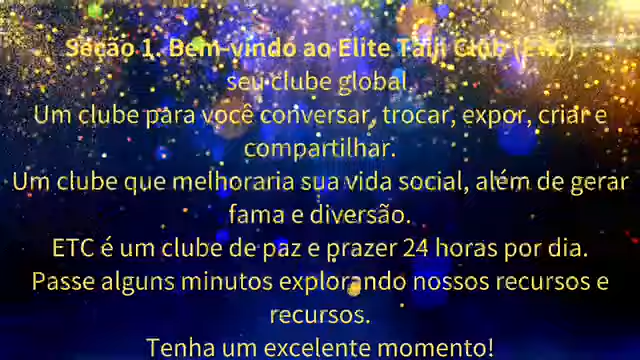 Seção 1. Bem-vindo ao Elite Taiji Club (ETC)
seu clube global.
Um clube para você conversar, trocar, expor, criar e
compartilhar.
Um clube que melhoraria sua vida social, além de gerar
fama e diversão.
ETC é um clube de paz e prazer 24 horas por dia.
Passe alguns minutos explorando nossos recursos e
recursos.
Tenha um excelente momento!